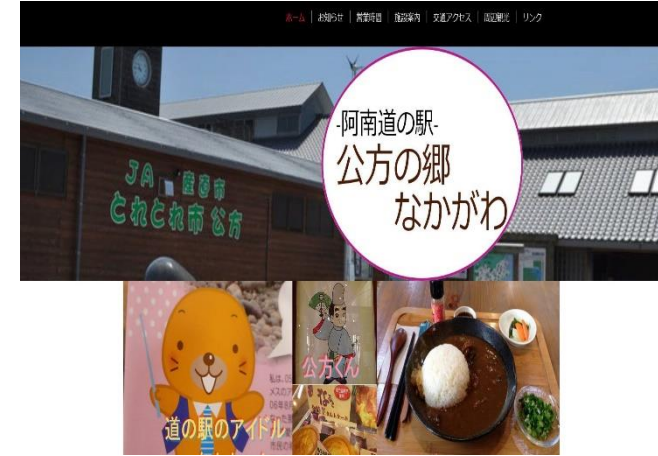 ホーム | お知らせ | 営業時間 | 施設案内 | 交通アクセス | 周辺観光 | リンク
-阿南道の駅-
公方の郷
なかがわ
JA 産直市
とれとれ市 公方
公方くん
道の駅のアイドル